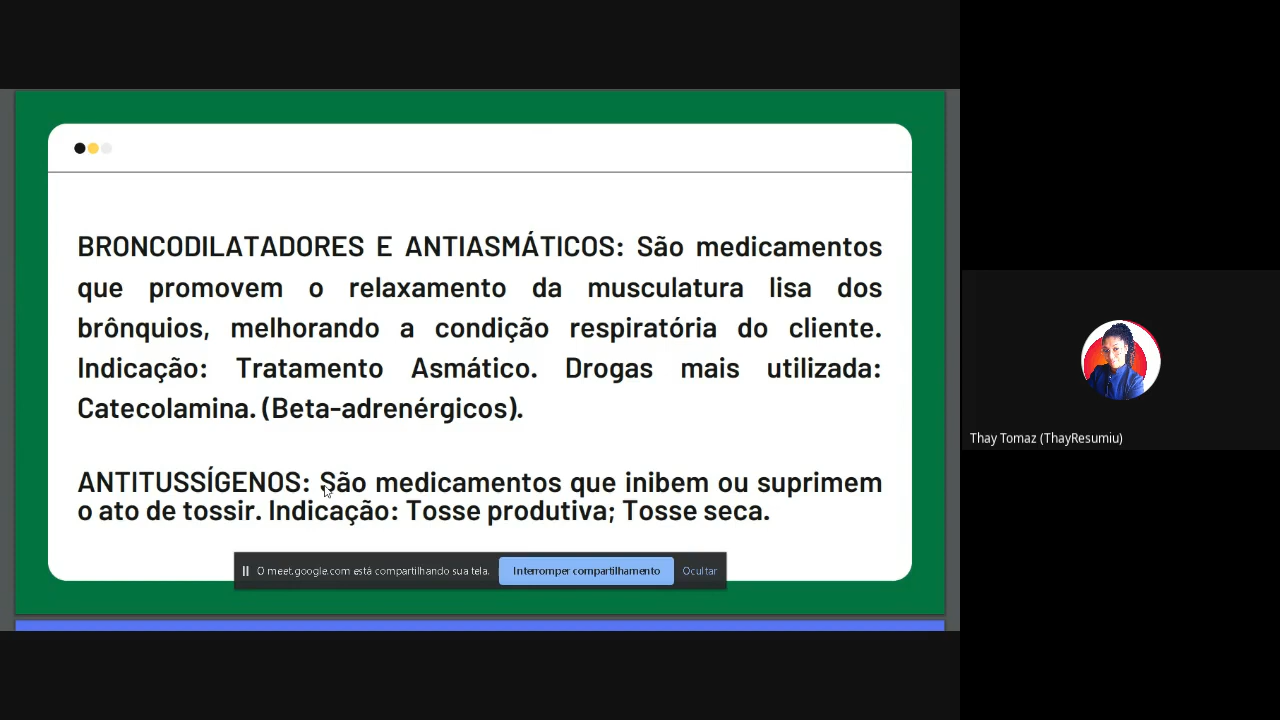 BRONCODILATADORES E ANTIASMÁTICOS: São medicamentos
que promovem o relaxamento da musculatura lisa dos
brônquios, melhorando a condição respiratória do cliente.
Indicação: Tratamento Asmático. Drogas mais utilizada:
Catecolamina. (Beta-adrenérgicos).
ANTITUSSÍGENOS: São medicamentos que inibem ou suprimem
o ato de tossir. Indicação: Tosse produtiva; Tosse seca.
O meet.google.com está compartilhando sua tela. Interromper compartilhamento Ocultar
Thay Tomaz (ThayResumiu)